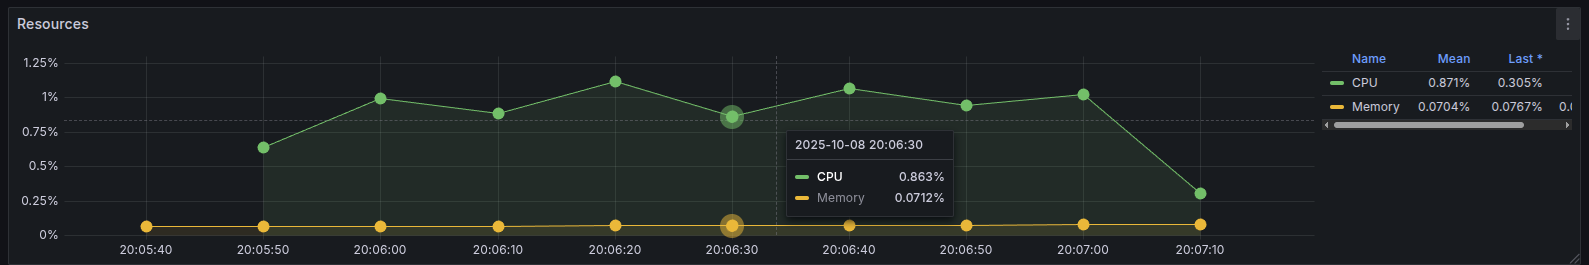 Resources
1.25%
1%
0.75%
0.5%
0.25%
0%
20:05:40 20:05:50 20:06:00 20:06:10 20:06:20 20:06:30 20:06:40 20:06:50 20:07:00 20:07:10
2025-10-08 20:06:30
CPU 0.863%
Memory 0.0712%
Name Mean Last *
CPU 0.871% 0.305%
Memory 0.0704% 0.0767%